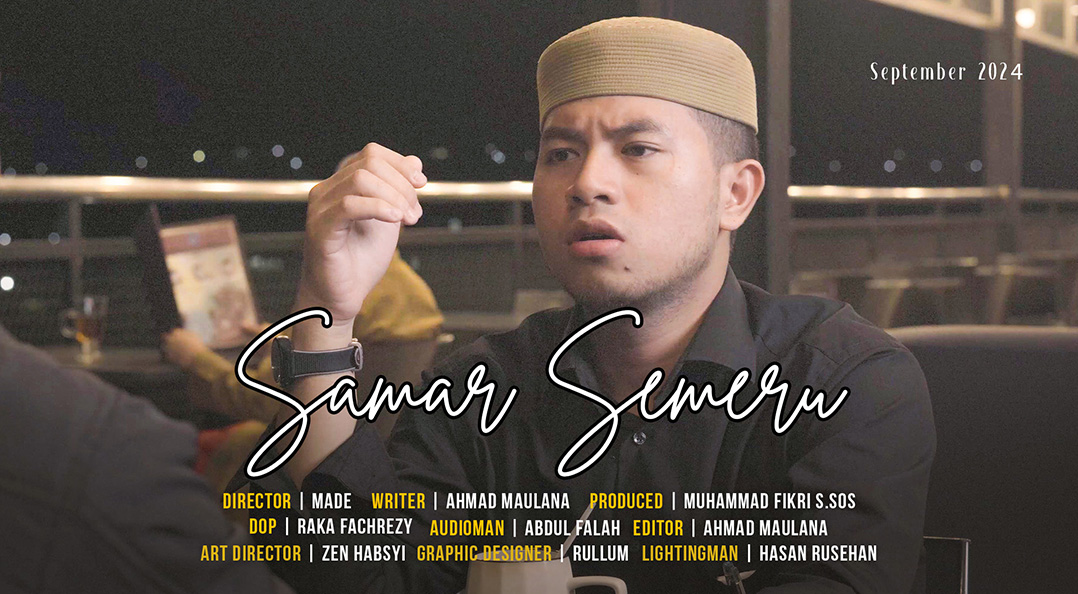 September 2024
Samar Semeru
DIRECTOR | MADE WRITER | AHMAD MAULANA PRODUCED | MUHAMMAD FIKRI S.SOS
DOP | RAKA FACHREZY AUDIOMAN | ABDUL FALAH EDITOR | AHMAD MAULANA
ART DIRECTOR | ZEN HABSYI GRAPHIC DESIGNER | RULLUM LIGHTINGMAN | HASAN RUSEHAN